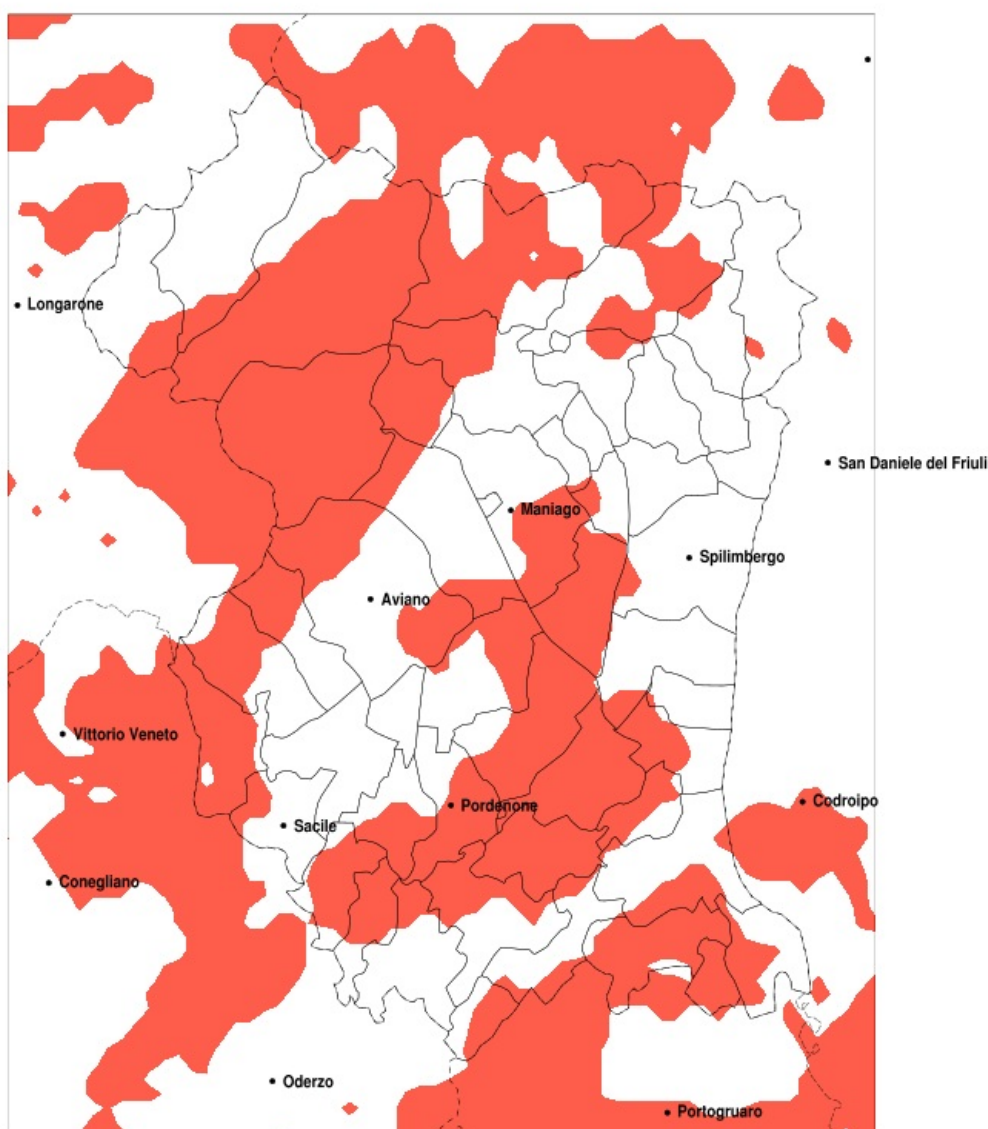 Longarone
San Daniele del Friuli
Maniago
Spilimbergo
Aviano
Vittorio Veneto
Codroipo
Pordenone
Sacile
Conegliano
Oderzo
Portogruaro